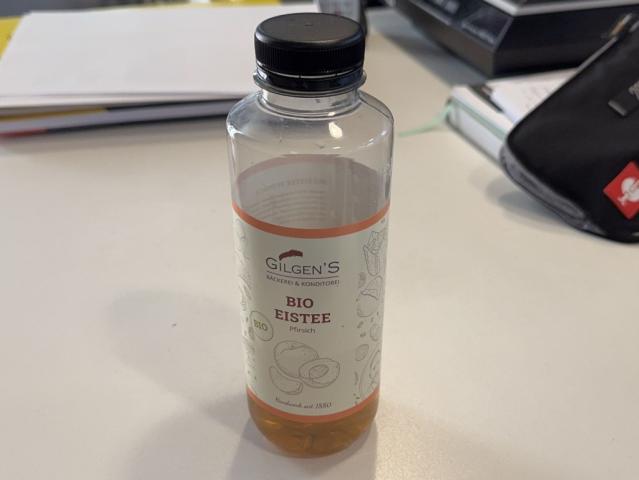 GILGEN'S
BÄCKEREI & KONDITOREI
BIO
EISTEE
Pfirsich
BIO
Handwerk seit 1880